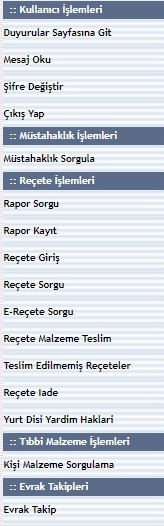 :: Kullanıcı İşlemleri
Duyurular Sayfasına Git
Mesaj Oku
Şifre Değiştir
Çıkış Yap
:: Müstahaklık İşlemleri
Müstahaklık Sorgula
:: Reçete İşlemleri
Rapor Sorgu
Rapor Kayıt
Reçete Giriş
Reçete Sorgu
E-Reçete Sorgu
Reçete Malzeme Teslim
Teslim Edilmemiş Reçeteler
Reçete Iade
Yurt Disi Yardim Haklari
:: Tıbbi Malzeme İşlemleri
Kişi Malzeme Sorgulama
:: Evrak Takipleri
Evrak Takip